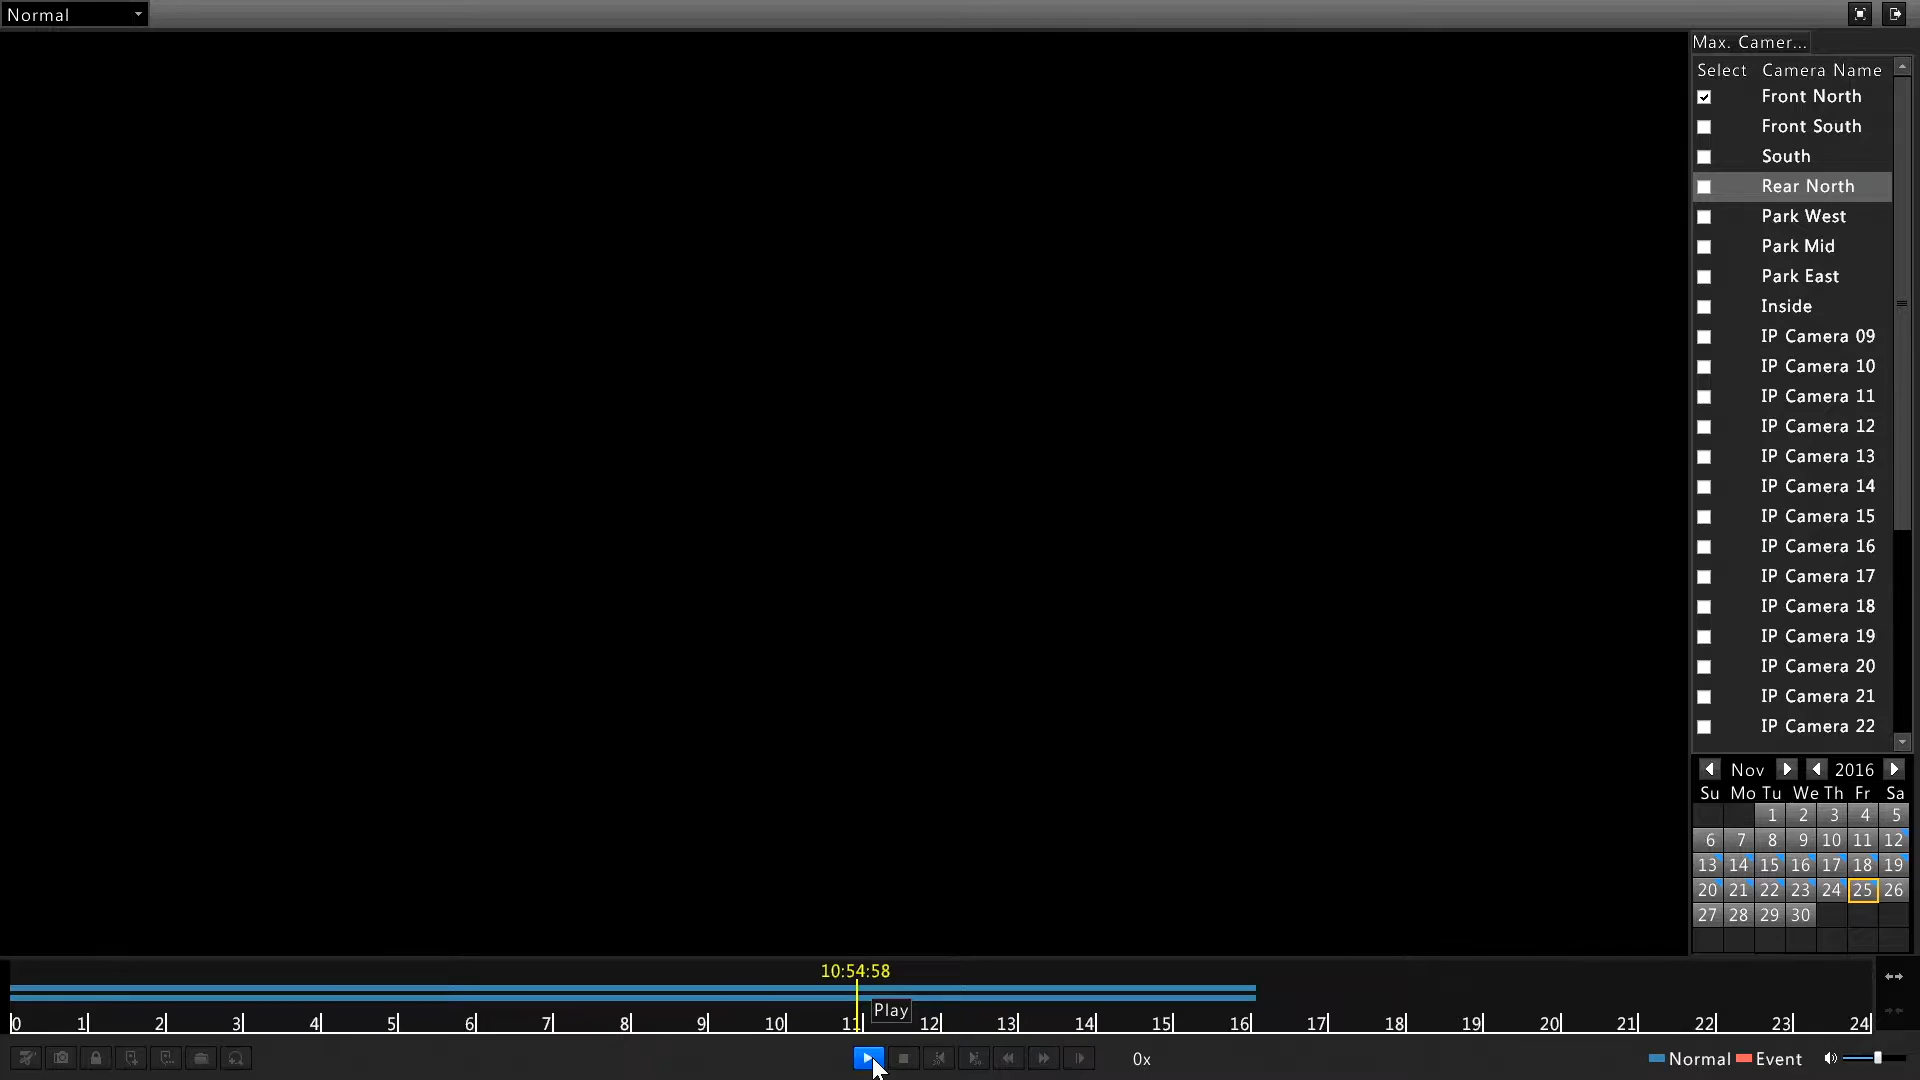 Normal
Max. Camer...
Select Camera Name
Front North
Front South
South
Rear North
Park West
Park Mid
Park East
Inside
IP Camera 09
IP Camera 10
IP Camera 11
IP Camera 12
IP Camera 13
IP Camera 14
IP Camera 15
IP Camera 16
IP Camera 17
IP Camera 18
IP Camera 19
IP Camera 20
IP Camera 21
IP Camera 22
Nov 2016
Su Mo Tu We Th Fr Sa
1 2 3 4 5
6 7 8 9 10 11 12
13 14 15 16 17 18 19
20 21 22 23 24 25 26
27 28 29 30
10:54:58
Play
0 1 2 3 4 5 6 7 8 9 10 11 12 13 14 15 16 17 18 19 20 21 22 23 24
0x
Normal Event